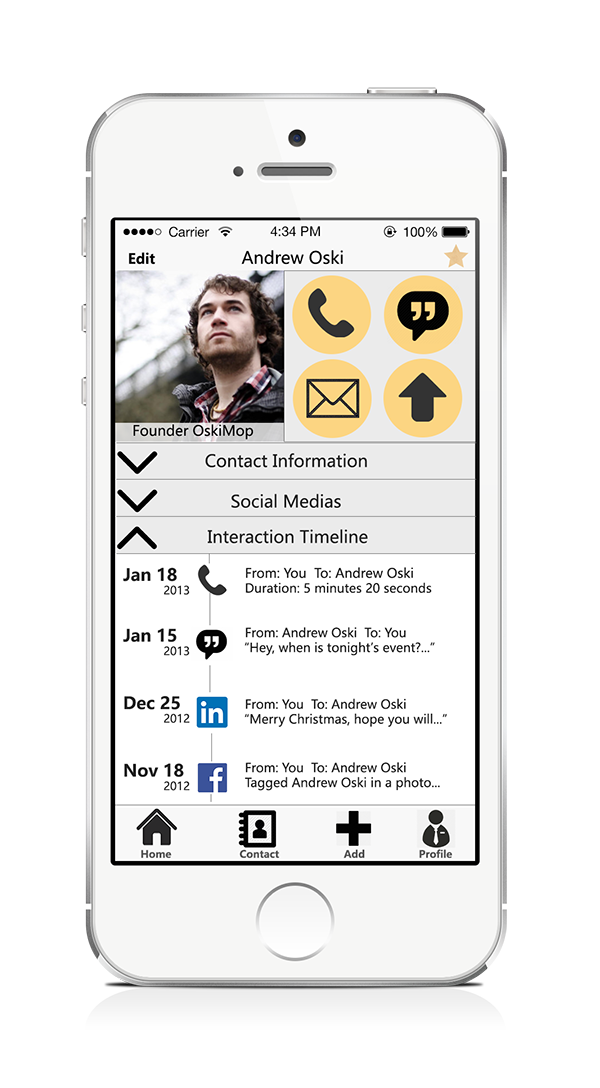 Carrier 4:34 PM 100%
Edit Andrew Oski
Founder OskiMop
Contact Information
Social Medias
Interaction Timeline
Jan 18 From: You To: Andrew Oski
2013 Duration: 5 minutes 20 seconds
Jan 15 From: Andrew Oski To: You
2013 “Hey, when is tonight’s event?...”
Dec 25 From: You To: Andrew Oski
2012 “Merry Christmas, hope you will...”
in
Nov 18 From: You To: Andrew Oski
2012 Tagged Andrew Oski in a photo...
f
Home Contact Add Profile